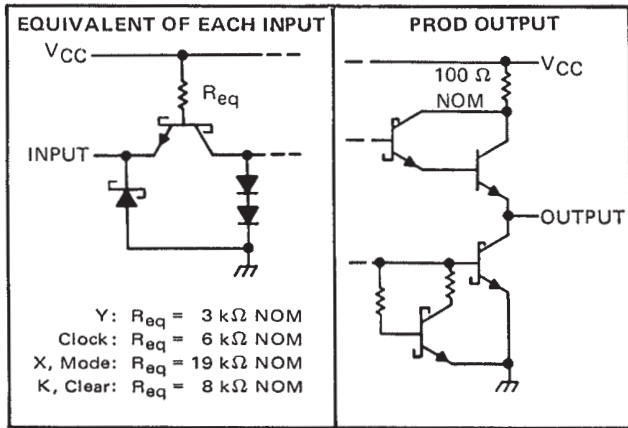 EQUIVALENT OF EACH INPUT
VCC
Req
INPUT
Y: Req = 3 kΩ NOM
Clock: Req = 6 kΩ NOM
X, Mode: Req = 19 kΩ NOM
K, Clear: Req = 8 kΩ NOM
PROD OUTPUT
VCC
100 Ω
NOM
OUTPUT